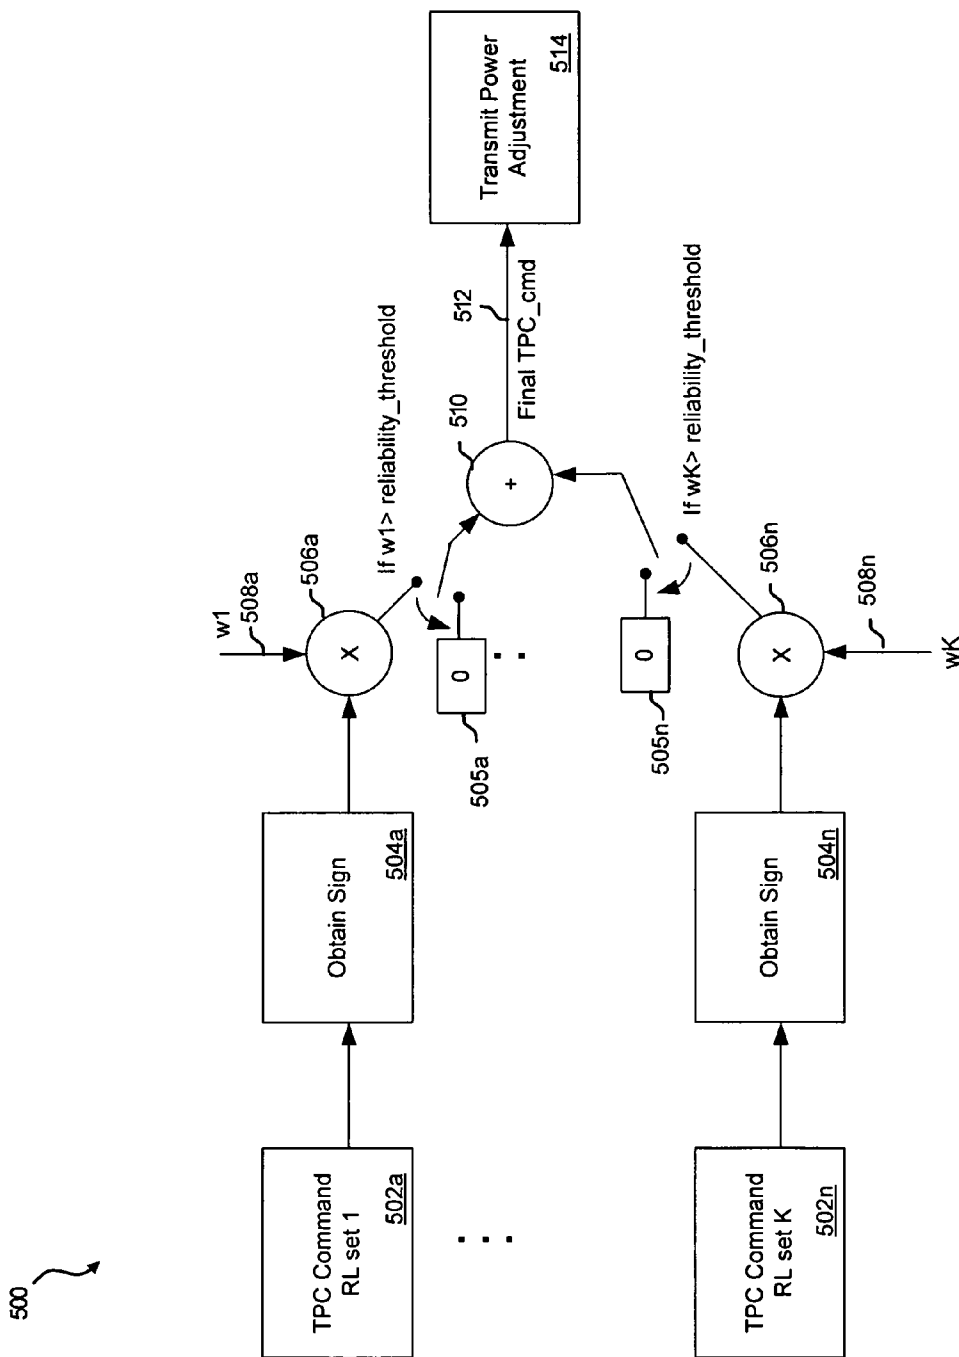 500
TPC Command
RL set 1
502a
Obtain Sign
504a
w1
508a
506a
X
If w1> reliability_threshold
0
505a
. .
510
+
512
Final TPC_cmd
Transmit Power
Adjustment
514
. . .
TPC Command
RL set K
502n
Obtain Sign
504n
0
505n
If wK> reliability_threshold
506n
X
508n
wK